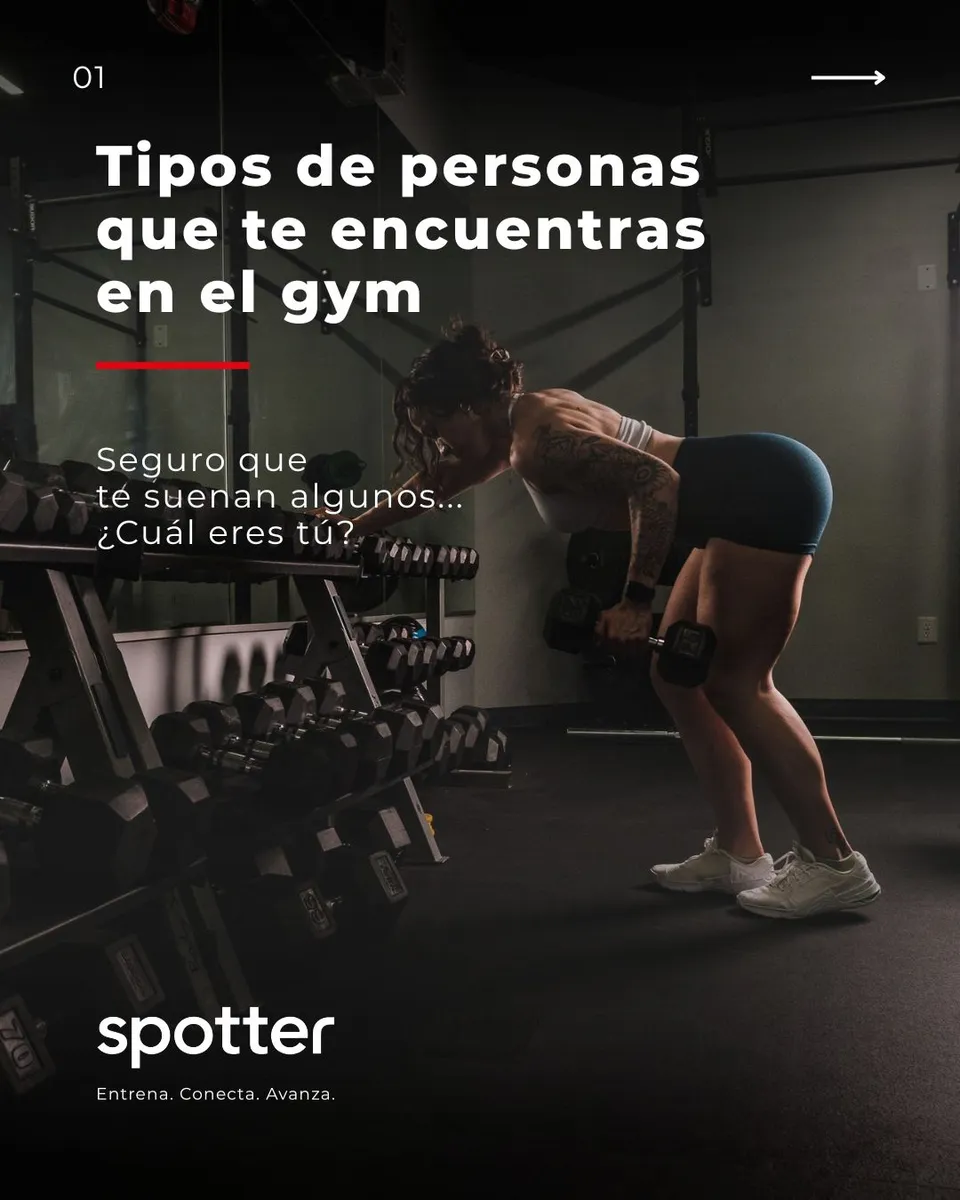 01
Tipos de personas
que te encuentras
en el gym
Seguro que
te suenan algunos...
¿Cuál eres tú?
70
spotter
Entrena. Conecta. Avanza.